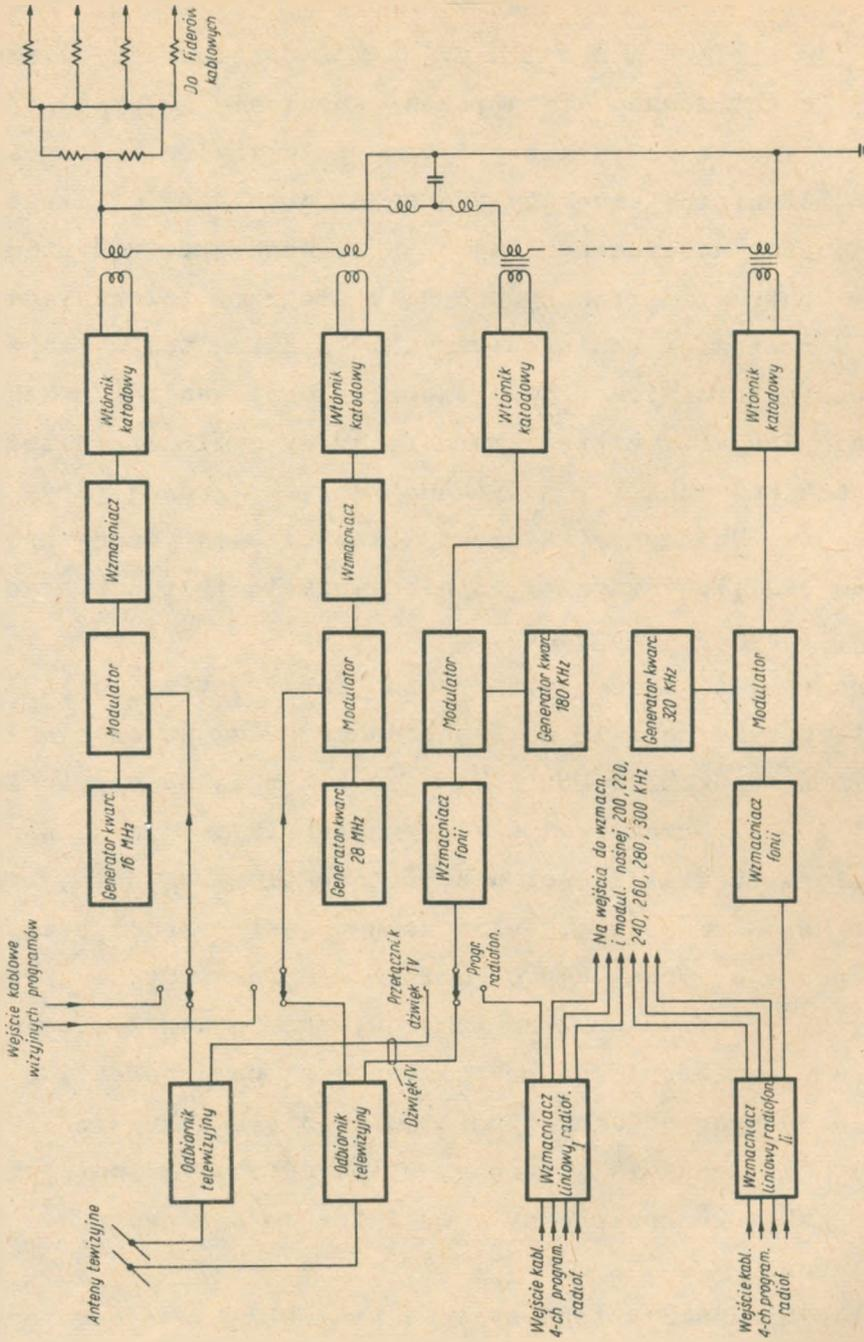 Anteny tewizyjne
Wejście kablowe
wizyjnych programów
Odbiornik
telewizyjny
Generator kwarc.
16 MHz
Modulator
Wzmacniacz
Wtórnik
katodowy
Do fiderów
kablowych
Odbiornik
telewizyjny
Dźwięk TV
Przełącznik
dźwięk TV
Generator kwarc.
28 MHz
Modulator
Wzmacniacz
Wtórnik
katodowy
Progr.
radiofon.
Wzmacniacz
fonii
Modulator
Wtórnik
katodowy
Generator kwarc.
180 KHz
Wejście kabl.
4-ch program.
radiof.
Wzmacniacz
liniowy radiof.
I
Na wejścia do wzmacn.
i modul. nośnej 200, 220,
240, 260, 280, 300 KHz
Generator kwarc.
320 KHz
Wejście kabl.
4-ch program.
radiof.
Wzmacniacz
liniowy radiofon.
II
Wzmacniacz
fonii
Modulator
Wtórnik
katodowy